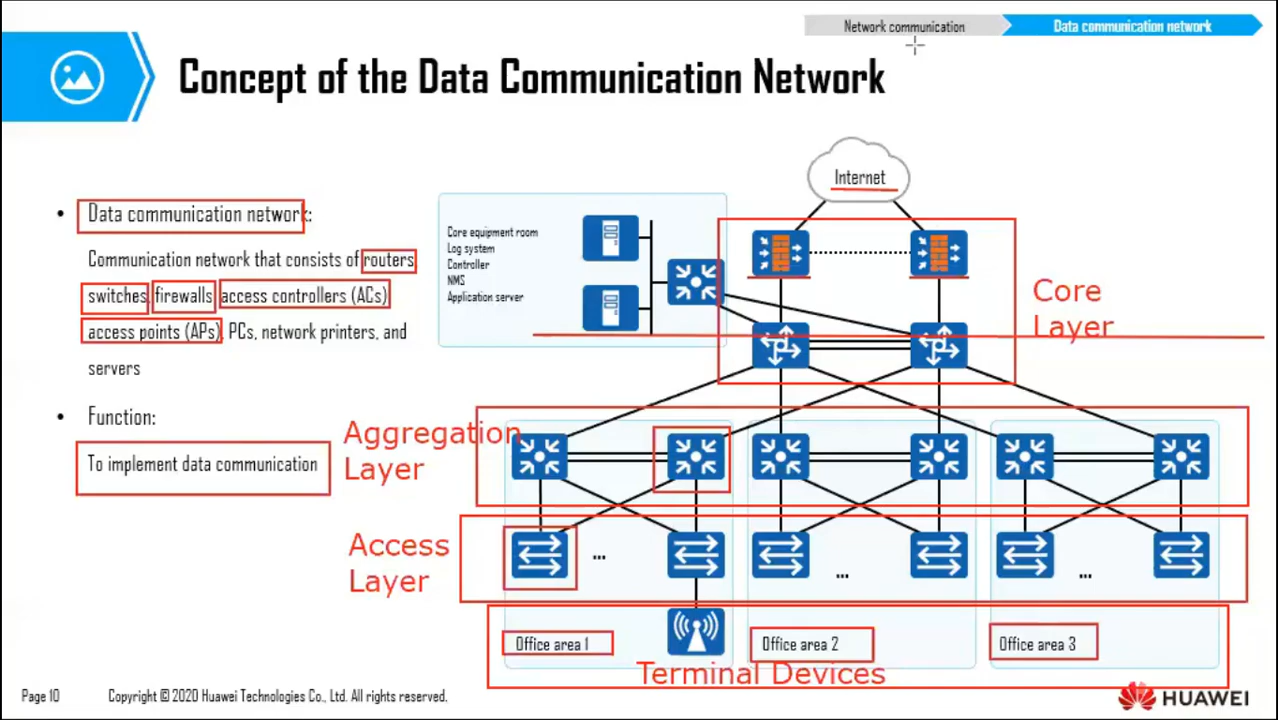 Network communication
Data communication network
Concept of the Data Communication Network
Internet
• Data communication network:
Communication network that consists of routers
switches, firewalls, access controllers (ACs)
access points (APs), PCs, network printers, and
servers
• Function:
To implement data communication
Core equipment room
Log system
Controller
NMS
Application server
Core
Layer
Aggregation
Layer
Access
Layer
...
...
...
Office area 1
Office area 2
Office area 3
Terminal Devices
Page 10
Copyright © 2020 Huawei Technologies Co., Ltd. All rights reserved.
HUAWEI